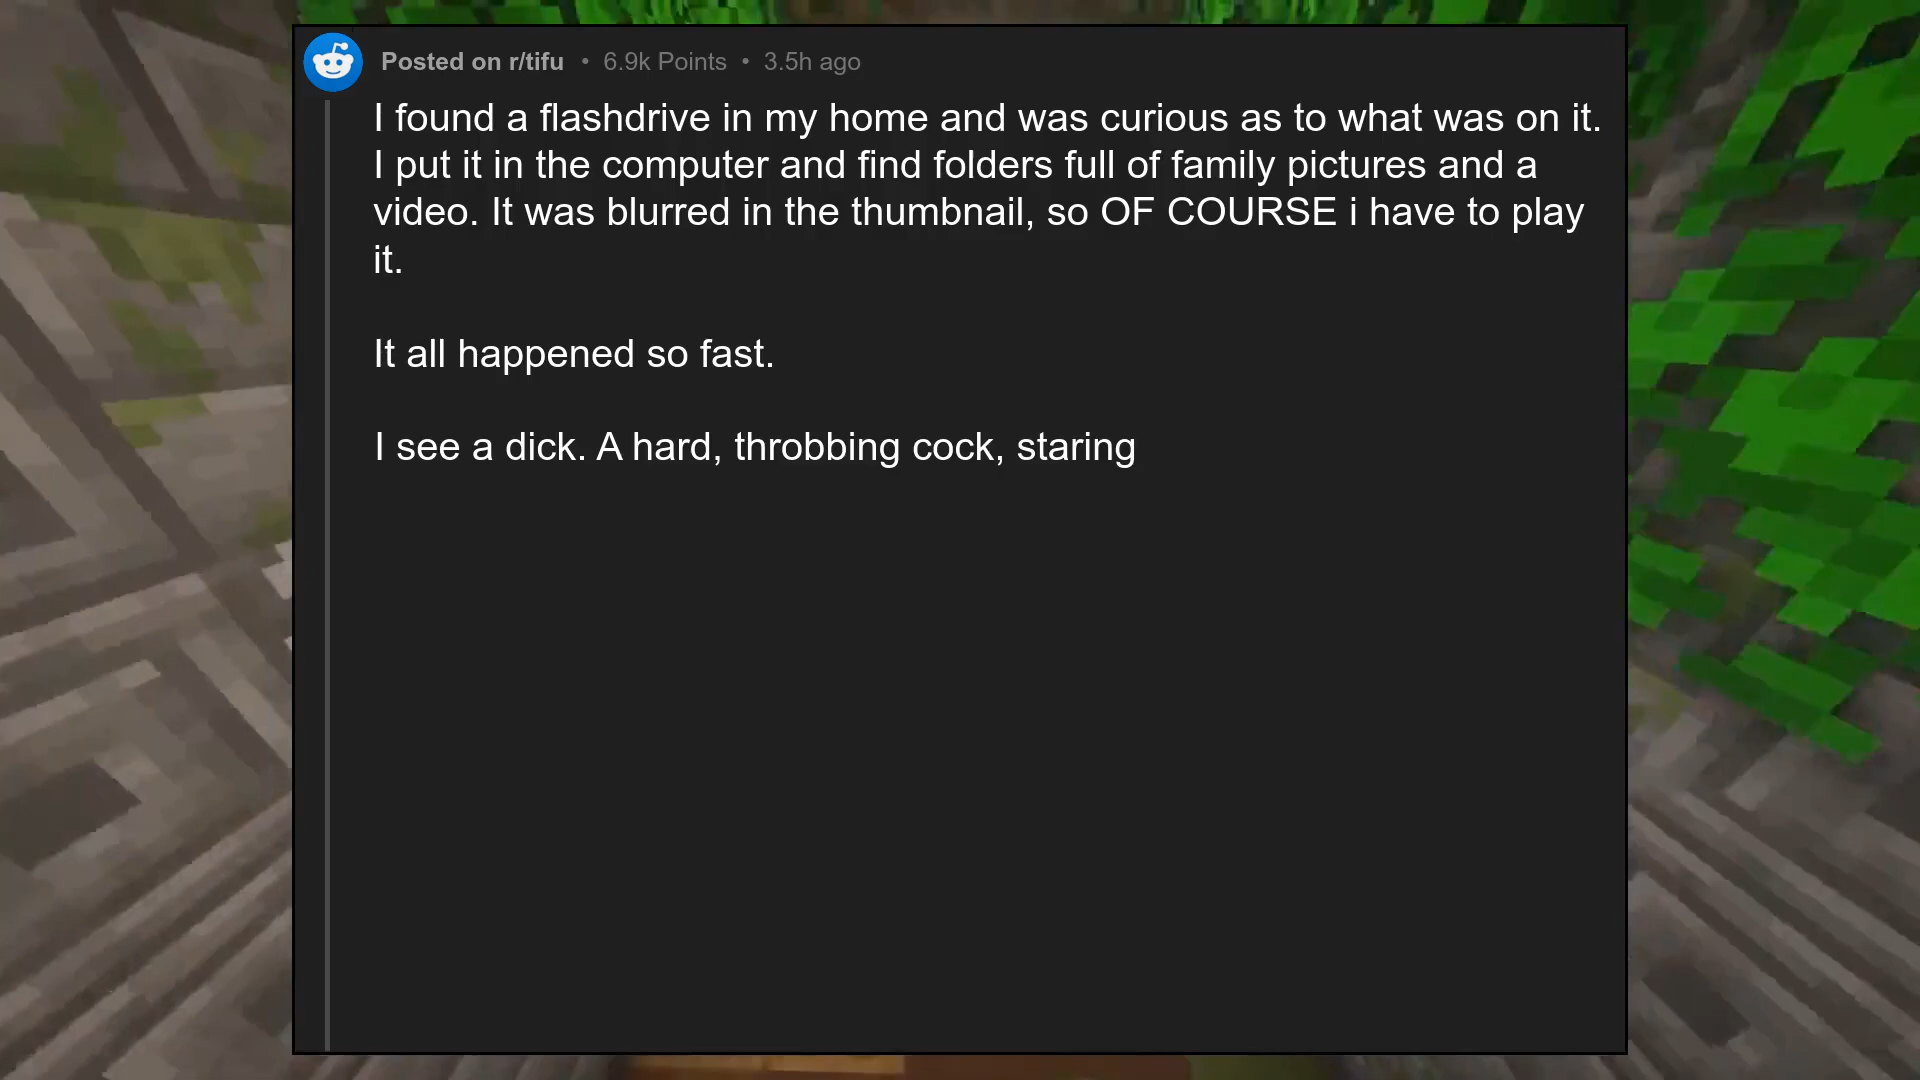 Posted on r/tifu • 6.9k Points • 3.5h ago
I found a flashdrive in my home and was curious as to what was on it.
I put it in the computer and find folders full of family pictures and a
video. It was blurred in the thumbnail, so OF COURSE i have to play
it.
It all happened so fast.
I see a dick. A hard, throbbing cock, staring